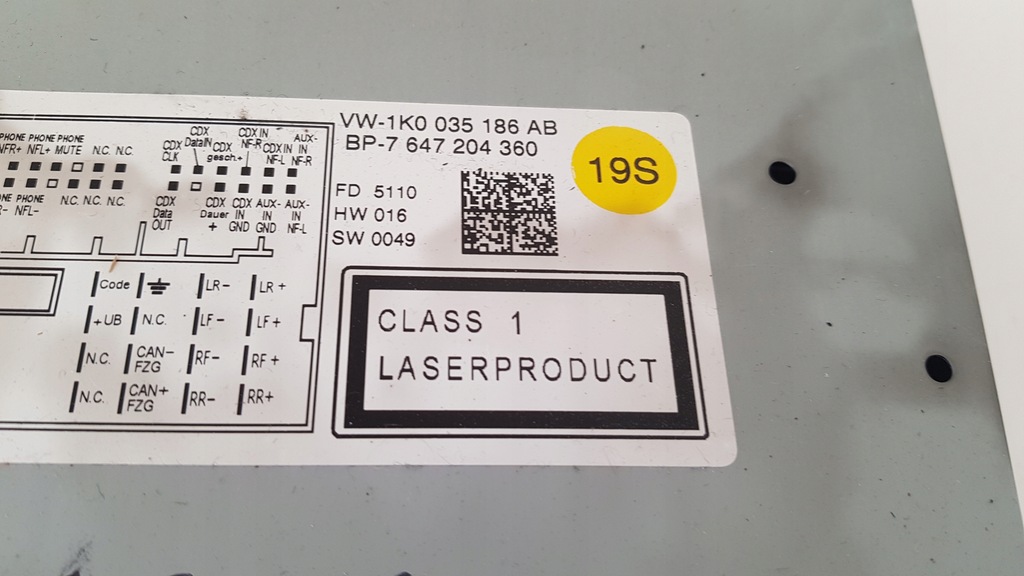 VW-1K0 035 186 AB
BP-7 647 204 360
19S
FD 5110
HW 016
SW 0049
CLASS 1
LASERPRODUCT
PHONE PHONE
NFL+ MUTE N.C. N.C.
CDX CLK
CDX DataIN
CDX gesch.+
CDX IN NF-R
CDX IN NF-L
AUX-IN NF-R
PHONE
NFL- N.C. N.C. N.C.
CDX Data OUT
CDX Dauer +
CDX IN GND
AUX-IN GND
AUX-IN NF-L
Code LR- LR+
+UB N.C. LF- LF+
N.C. CAN-FZG RF- RF+
N.C. CAN+FZG RR- RR+